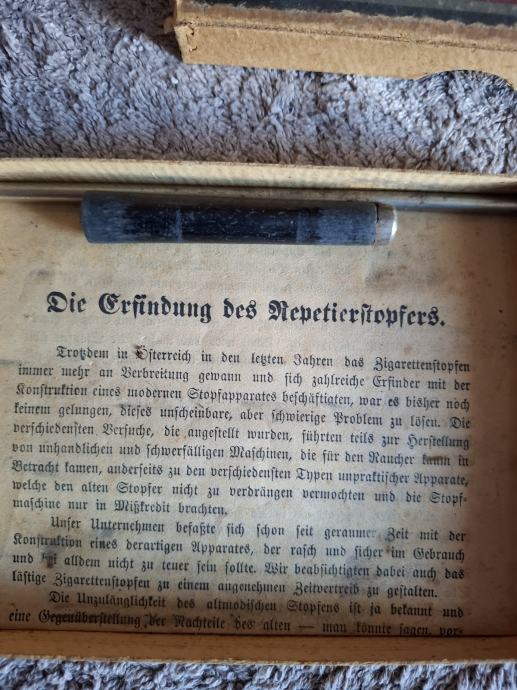 Die Erfindung des Repetierstopfers.
Trotzdem in Österreich in den letzten Jahren das Zigarettenstopfen
immer mehr an Verbreitung gewann und sich zahlreiche Erfinder mit der
Konstruktion eines modernen Stopfapparates beschäftigten, war es bisher noch
keinem gelungen, dieses unscheinbare, aber schwierige Problem zu lösen. Die
verschiedensten Versuche, die angestellt wurden, führten teils zur Herstellung
von unhandlichen und schwerfälligen Maschinen, die für den Raucher kaum in
Betracht kamen, anderseits zu den verschiedensten Typen unpraktischer Apparate,
welche den alten Stopfer nicht zu verdrängen vermochten und die Stopf-
maschine nur in Mißkredit brachten.
Unser Unternehmen befaßte sich schon seit geraumer Zeit mit der
Konstruktion eines derartigen Apparates, der rasch und sicher im Gebrauch
und bei alldem nicht zu teuer sein sollte. Wir beabsichtigten dabei auch das
lästige Zigarettenstopfen zu einem angenehmen Zeitvertreib zu gestalten.
Die Unzulänglichkeit des altmodischen Stopfens ist ja bekannt und
eine Gegenüberstellung der Nachteile des alten — man könnte sagen, vor-